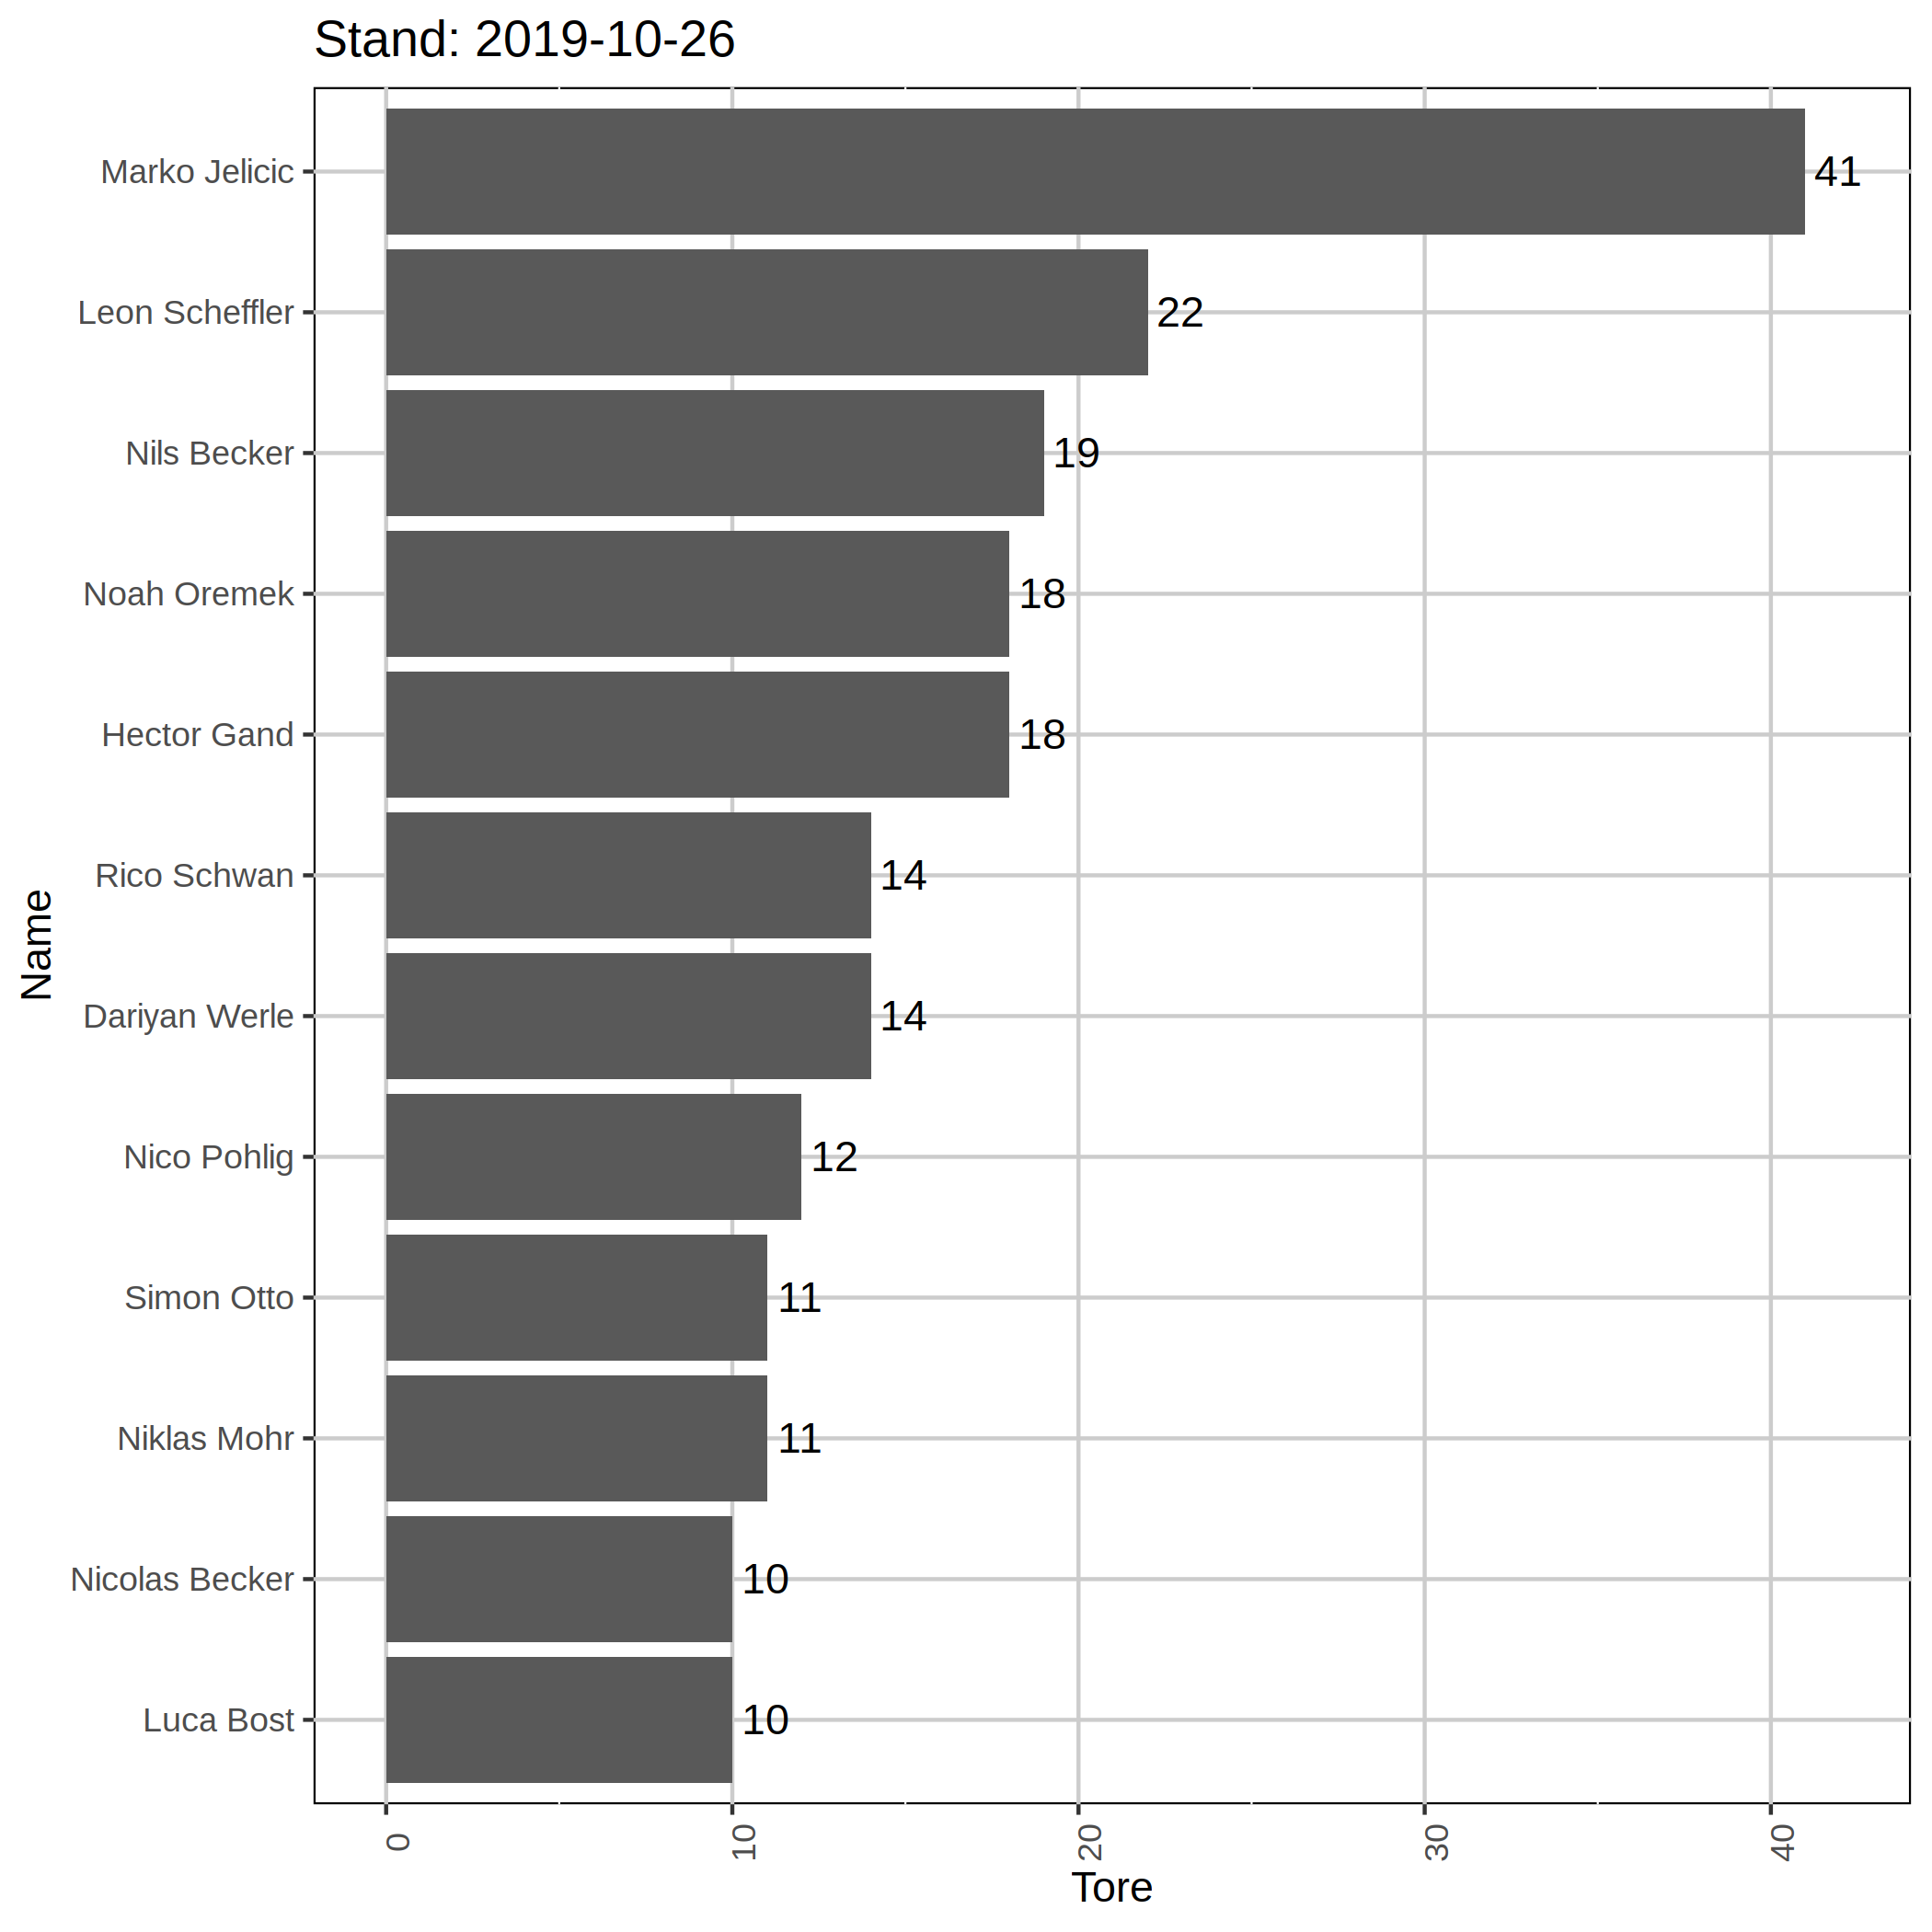 Stand: 2019-10-26
Marko Jelicic
41
Leon Scheffler
22
Nils Becker
19
Noah Oremek
18
Hector Gand
18
Rico Schwan
14
Dariyan Werle
14
Nico Pohlig
12
Simon Otto
11
Niklas Mohr
11
Nicolas Becker
10
Luca Bost
10
Name
0
10
20
30
40
Tore